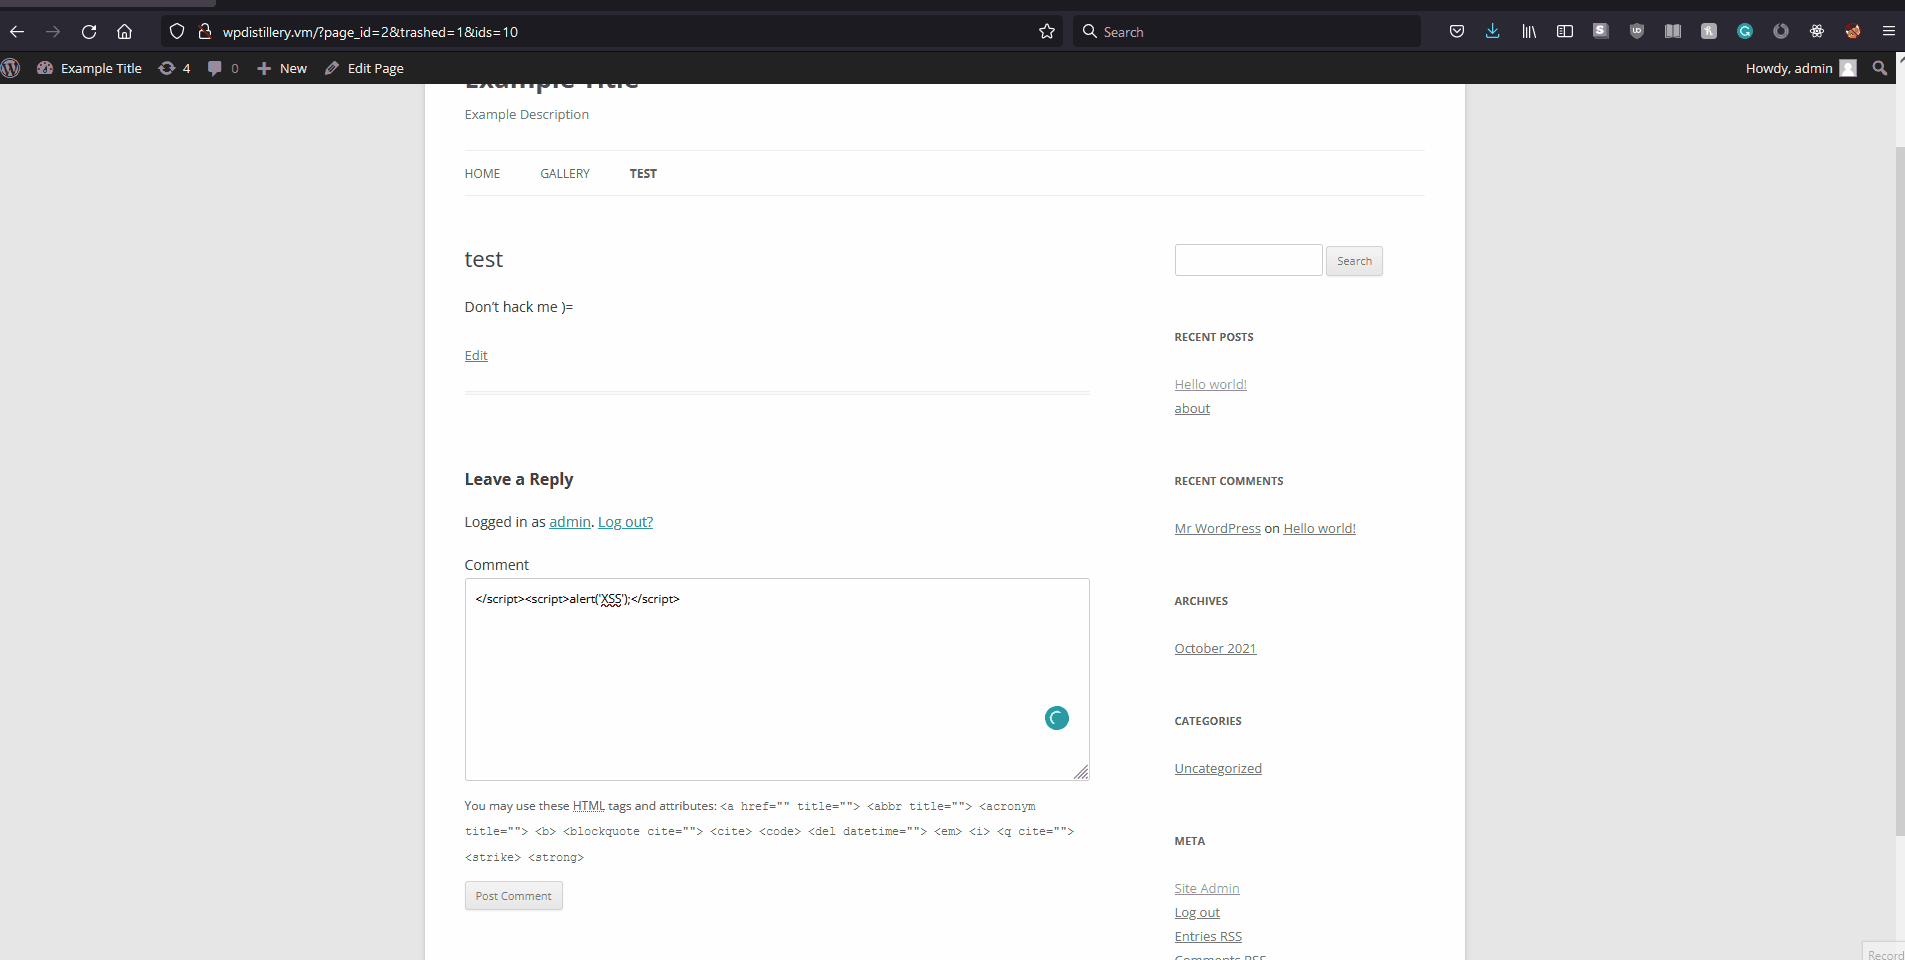 wpdistillery.vm/?page_id=2&trashed=1&ids=10
Search
Example Title 4 0 New Edit Page Howdy, admin
Example Title
Example Description
HOME GALLERY TEST
test
Don’t hack me )=
Edit
Leave a Reply
Logged in as admin. Log out?
Comment
</script><script>alert('XSS');</script>
You may use these HTML tags and attributes: <a href="" title=""> <abbr title=""> <acronym
title=""> <b> <blockquote cite=""> <cite> <code> <del datetime=""> <em> <i> <q cite="">
<strike> <strong>
Post Comment
Search
RECENT POSTS
Hello world!
about
RECENT COMMENTS
Mr WordPress on Hello world!
ARCHIVES
October 2021
CATEGORIES
Uncategorized
META
Site Admin
Log out
Entries RSS
Comments RSS
Record